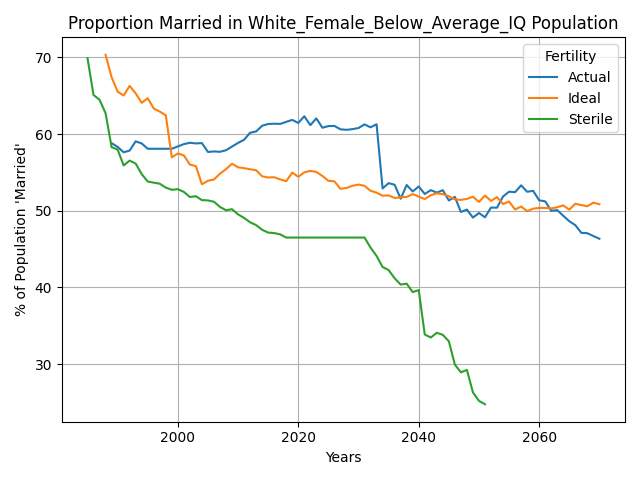 Proportion Married in White_Female_Below_Average_IQ Population
% of Population 'Married'
70
60
50
40
30
Fertility
Actual
Ideal
Sterile
2000
2020
2040
2060
Years